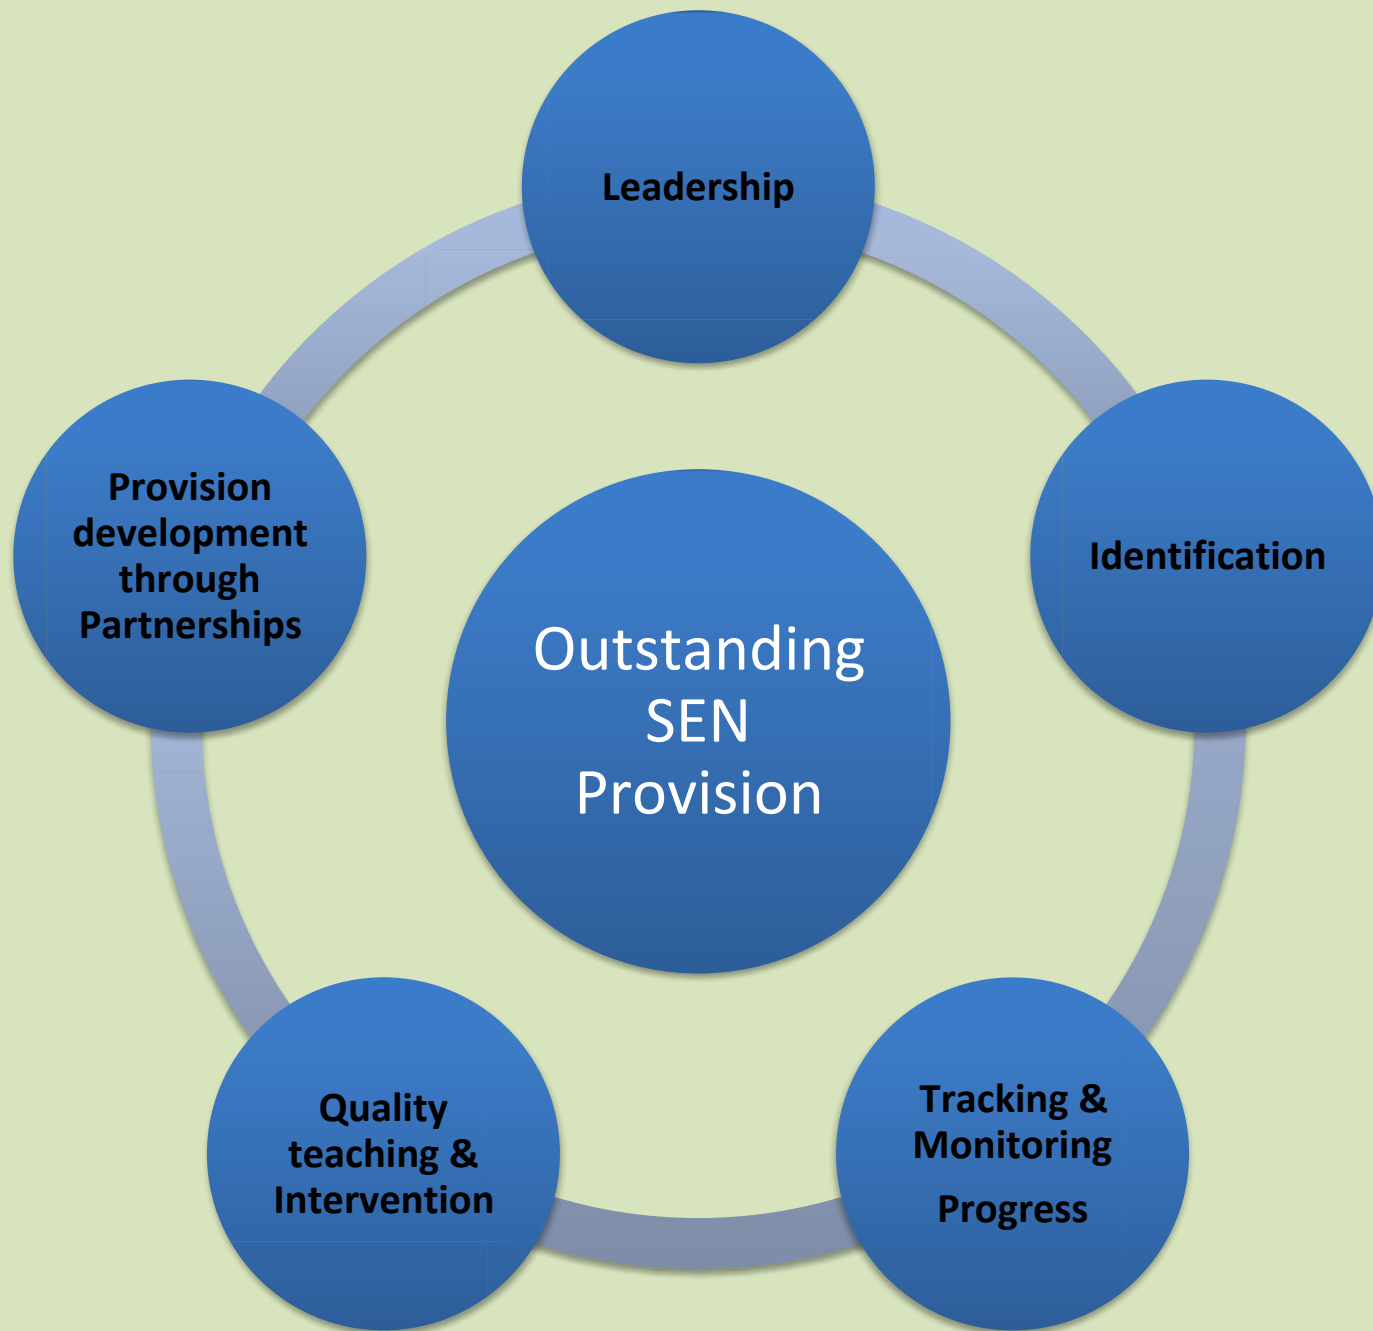 Leadership
Identification
Tracking &
Monitoring
Progress
Quality
teaching &
Intervention
Provision
development
through
Partnerships
Outstanding
SEN
Provision